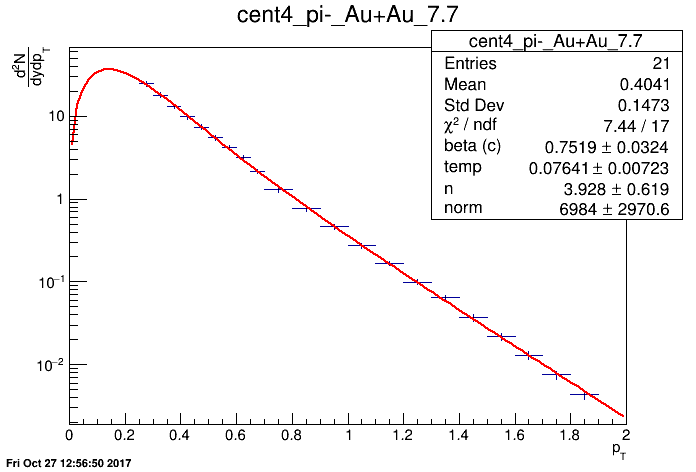 cent4_pi-_Au+Au_7.7
d²N
dydp_T
cent4_pi-_Au+Au_7.7
Entries 21
Mean 0.4041
Std Dev 0.1473
χ² / ndf 7.44 / 17
beta (c) 0.7519 ± 0.0324
temp 0.07641 ± 0.00723
n 3.928 ± 0.619
norm 6984 ± 2970.6
10
1
10⁻¹
10⁻²
0 0.2 0.4 0.6 0.8 1 1.2 1.4 1.6 1.8 2
p_T
Fri Oct 27 12:56:50 2017